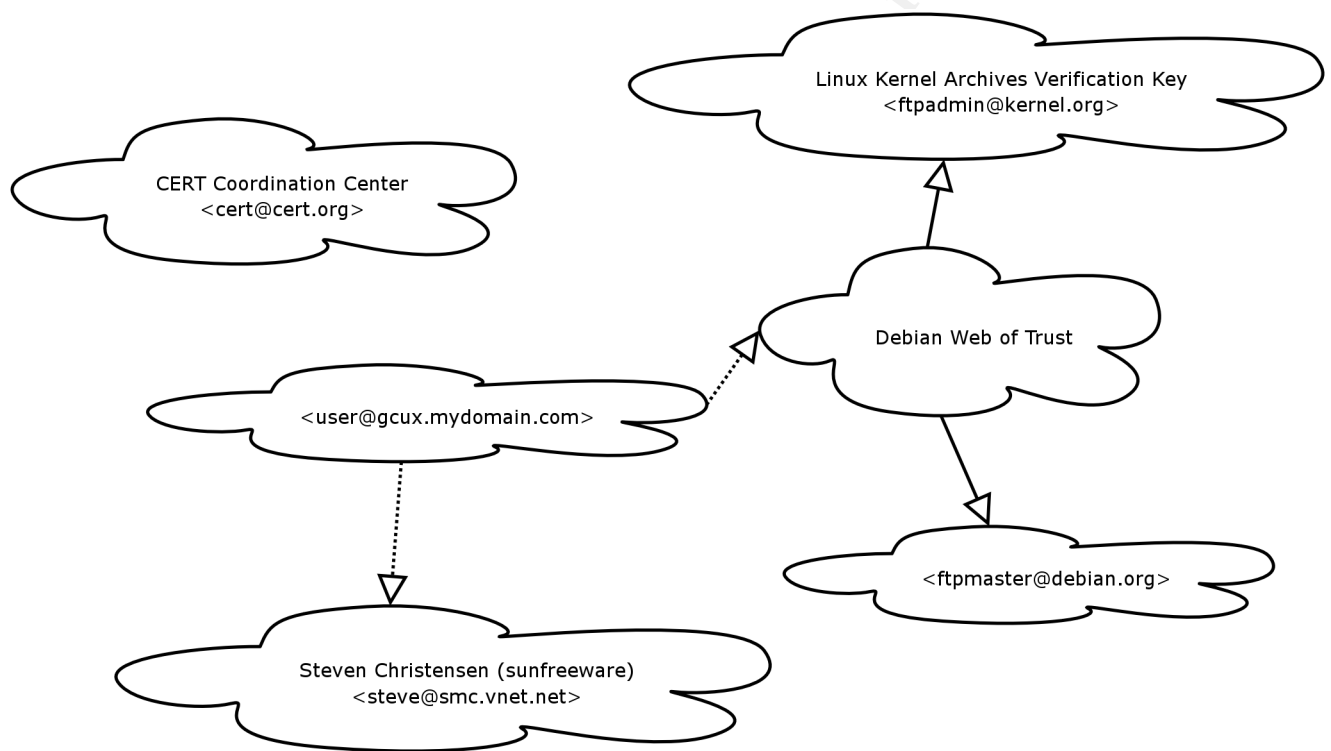 Linux Kernel Archives Verification Key
<ftpadmin@kernel.org>
CERT Coordination Center
<cert@cert.org>
Debian Web of Trust
<user@gcux.mydomain.com>
<ftpmaster@debian.org>
Steven Christensen (sunfreeware)
<steve@smc.vnet.net>